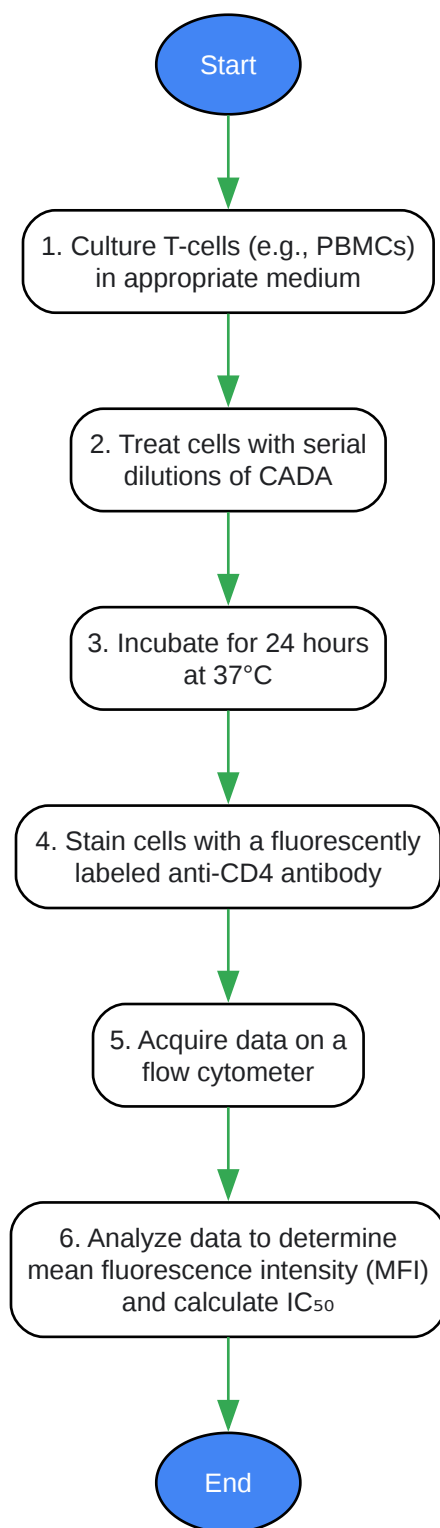 Start
1. Culture T-cells (e.g., PBMCs)
in appropriate medium
2. Treat cells with serial
dilutions of CADA
3. Incubate for 24 hours
at 37°C
4. Stain cells with a fluorescently
labeled anti-CD4 antibody
5. Acquire data on a
flow cytometer
6. Analyze data to determine
mean fluorescence intensity (MFI)
and calculate IC₅₀
End